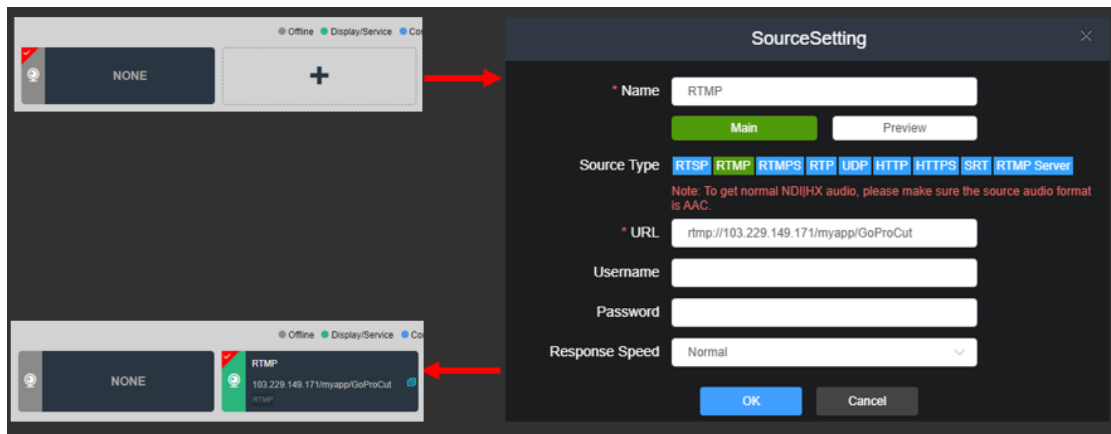 Offline Display/Service Co
NONE +
SourceSetting
* Name RTMP
Main Preview
Source Type RTSP RTMP RTMPS RTP UDP HTTP HTTPS SRT RTMP Server
Note: To get normal NDI|HX audio, please make sure the source audio format
is AAC.
* URL rtmp://103.229.149.171/myapp/GoProCut
Username
Password
Response Speed Normal
OK Cancel
Offline Display/Service Co
NONE
RTMP
103.229.149.171/myapp/GoProCut
RTMP